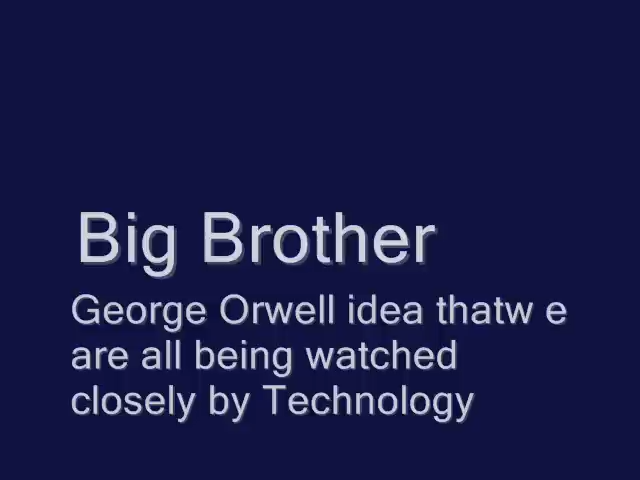 Big Brother
George Orwell idea thatw e
are all being watched
closely by Technology